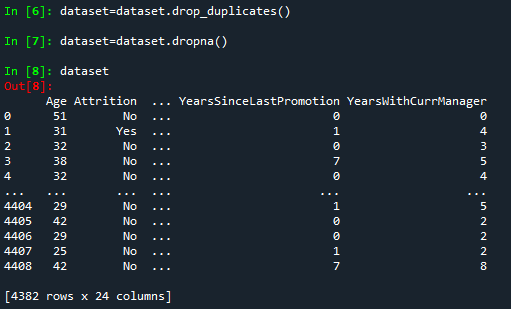 In [6]: dataset=dataset.drop_duplicates()
In [7]: dataset=dataset.dropna()
In [8]: dataset
Out[8]:
Age Attrition ... YearsSinceLastPromotion YearsWithCurrManager
0 51 No ... 0 0
1 31 Yes ... 1 4
2 32 No ... 0 3
3 38 No ... 7 5
4 32 No ... 0 4
... ... ... ... ... ...
4404 29 No ... 1 5
4405 42 No ... 0 2
4406 29 No ... 0 2
4407 25 No ... 1 2
4408 42 No ... 7 8
[4382 rows x 24 columns]